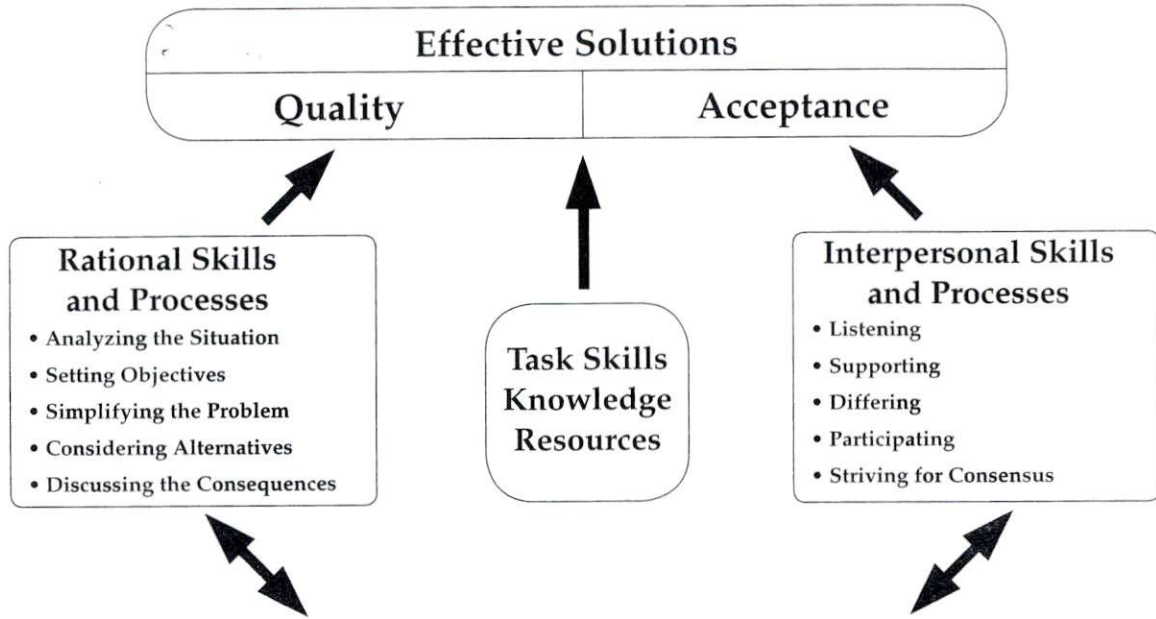 Effective Solutions
Quality
Acceptance
Rational Skills
and Processes
• Analyzing the Situation
• Setting Objectives
• Simplifying the Problem
• Considering Alternatives
• Discussing the Consequences
Task Skills
Knowledge
Resources
Interpersonal Skills
and Processes
• Listening
• Supporting
• Differing
• Participating
• Striving for Consensus